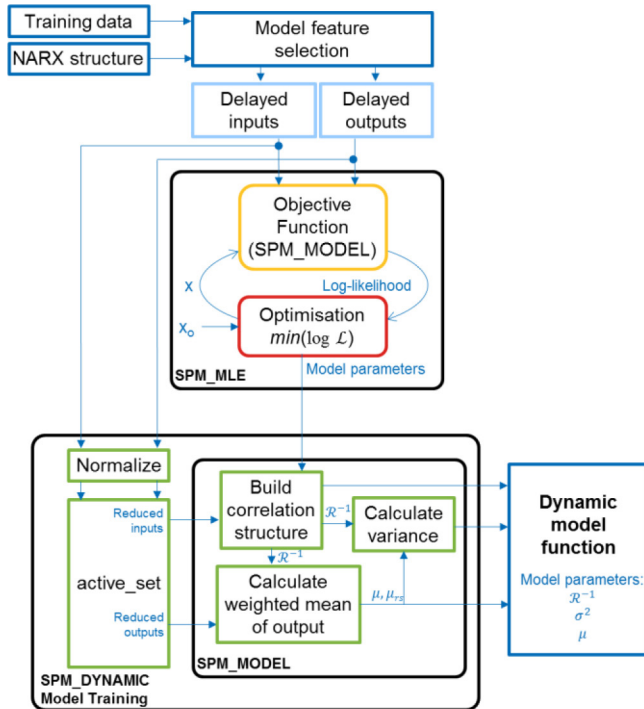 Training data
NARX structure
Model feature
selection
Delayed
inputs
Delayed
outputs
Objective
Function
(SPM_MODEL)
x
Log-likelihood
x₀
Optimisation
min(log ℒ)
Model parameters
SPM_MLE
Normalize
Reduced
inputs
active_set
Reduced
outputs
Build
correlation
structure
ℛ⁻¹
Calculate
variance
ℛ⁻¹
Calculate
weighted mean
of output
μ, μᵣₛ
SPM_MODEL
SPM_DYNAMIC
Model Training
Dynamic
model
function
Model parameters:
ℛ⁻¹
σ²
μ